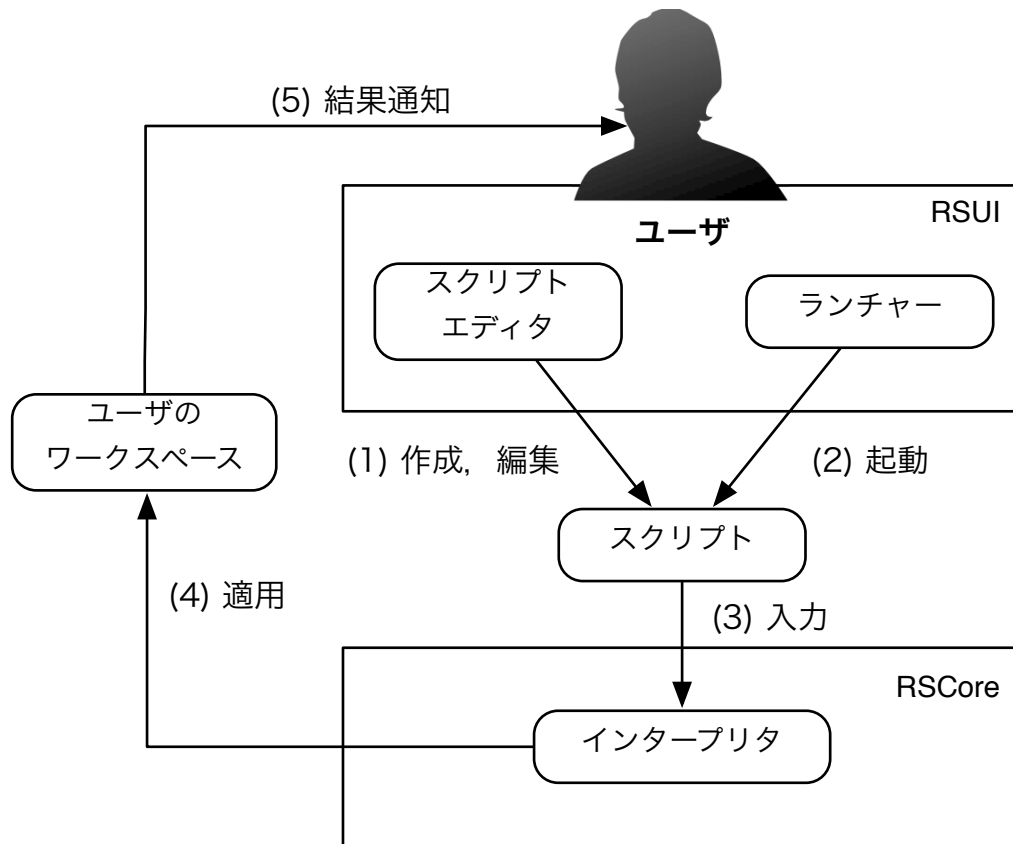 (5) 結果通知
RSUI
ユーザ
スクリプト
エディタ
ランチャー
ユーザの
ワークスペース
(1) 作成，編集
(2) 起動
スクリプト
(4) 適用
(3) 入力
RSCore
インタープリタ